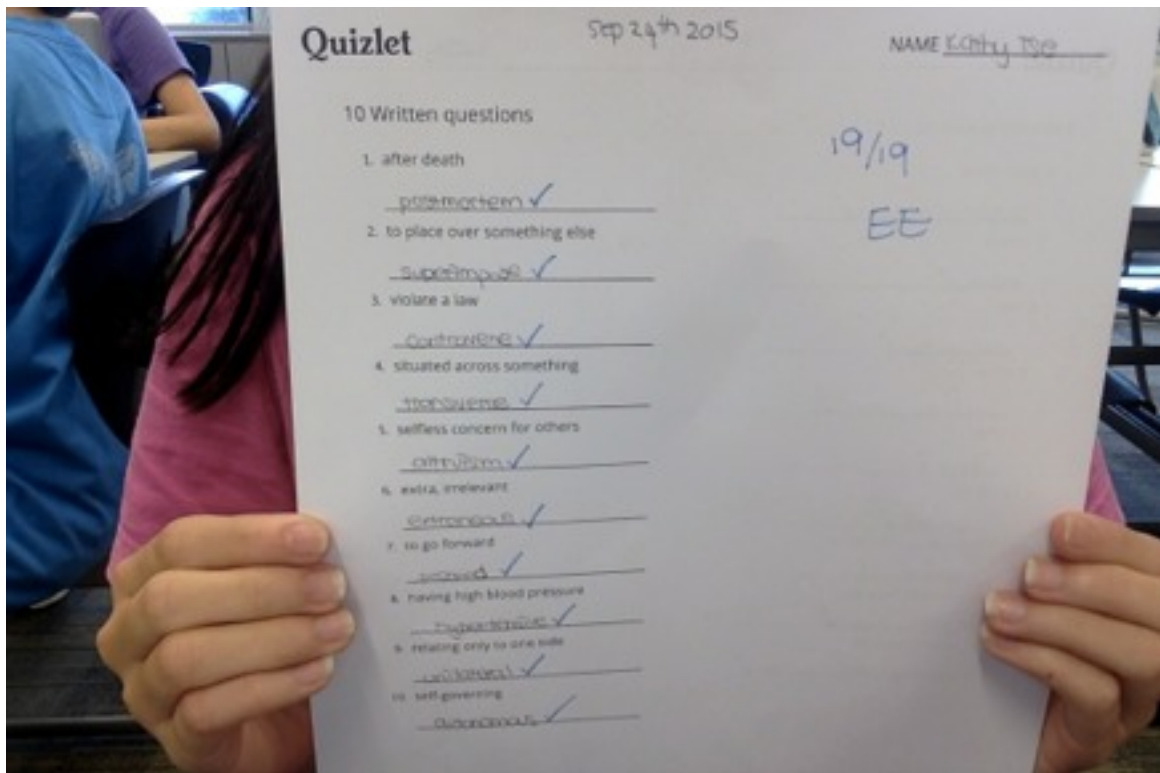 Quizlet
Sep 24th 2015
NAME Kathy Tse
10 Written questions
19/19
EE
1. after death
postmortem ✓
2. to place over something else
superimpose ✓
3. violate a law
contravene ✓
4. situated across something
transverse ✓
5. selfless concern for others
altruism ✓
6. extra, irrelevant
extraneous ✓
7. to go forward
proceed ✓
8. having high blood pressure
hypertensive ✓
9. relating only to one side
unilateral ✓
10. self-governing
autonomous ✓